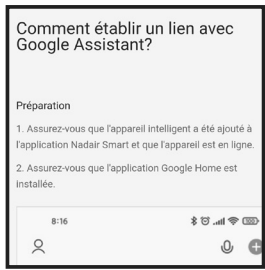 Comment établir un lien avec
Google Assistant?
Préparation
1. Assurez-vous que l'appareil intelligent a été ajouté à
l'application Nadair Smart et que l'appareil est en ligne.
2. Assurez-vous que l'application Google Home est
installée.
8:16